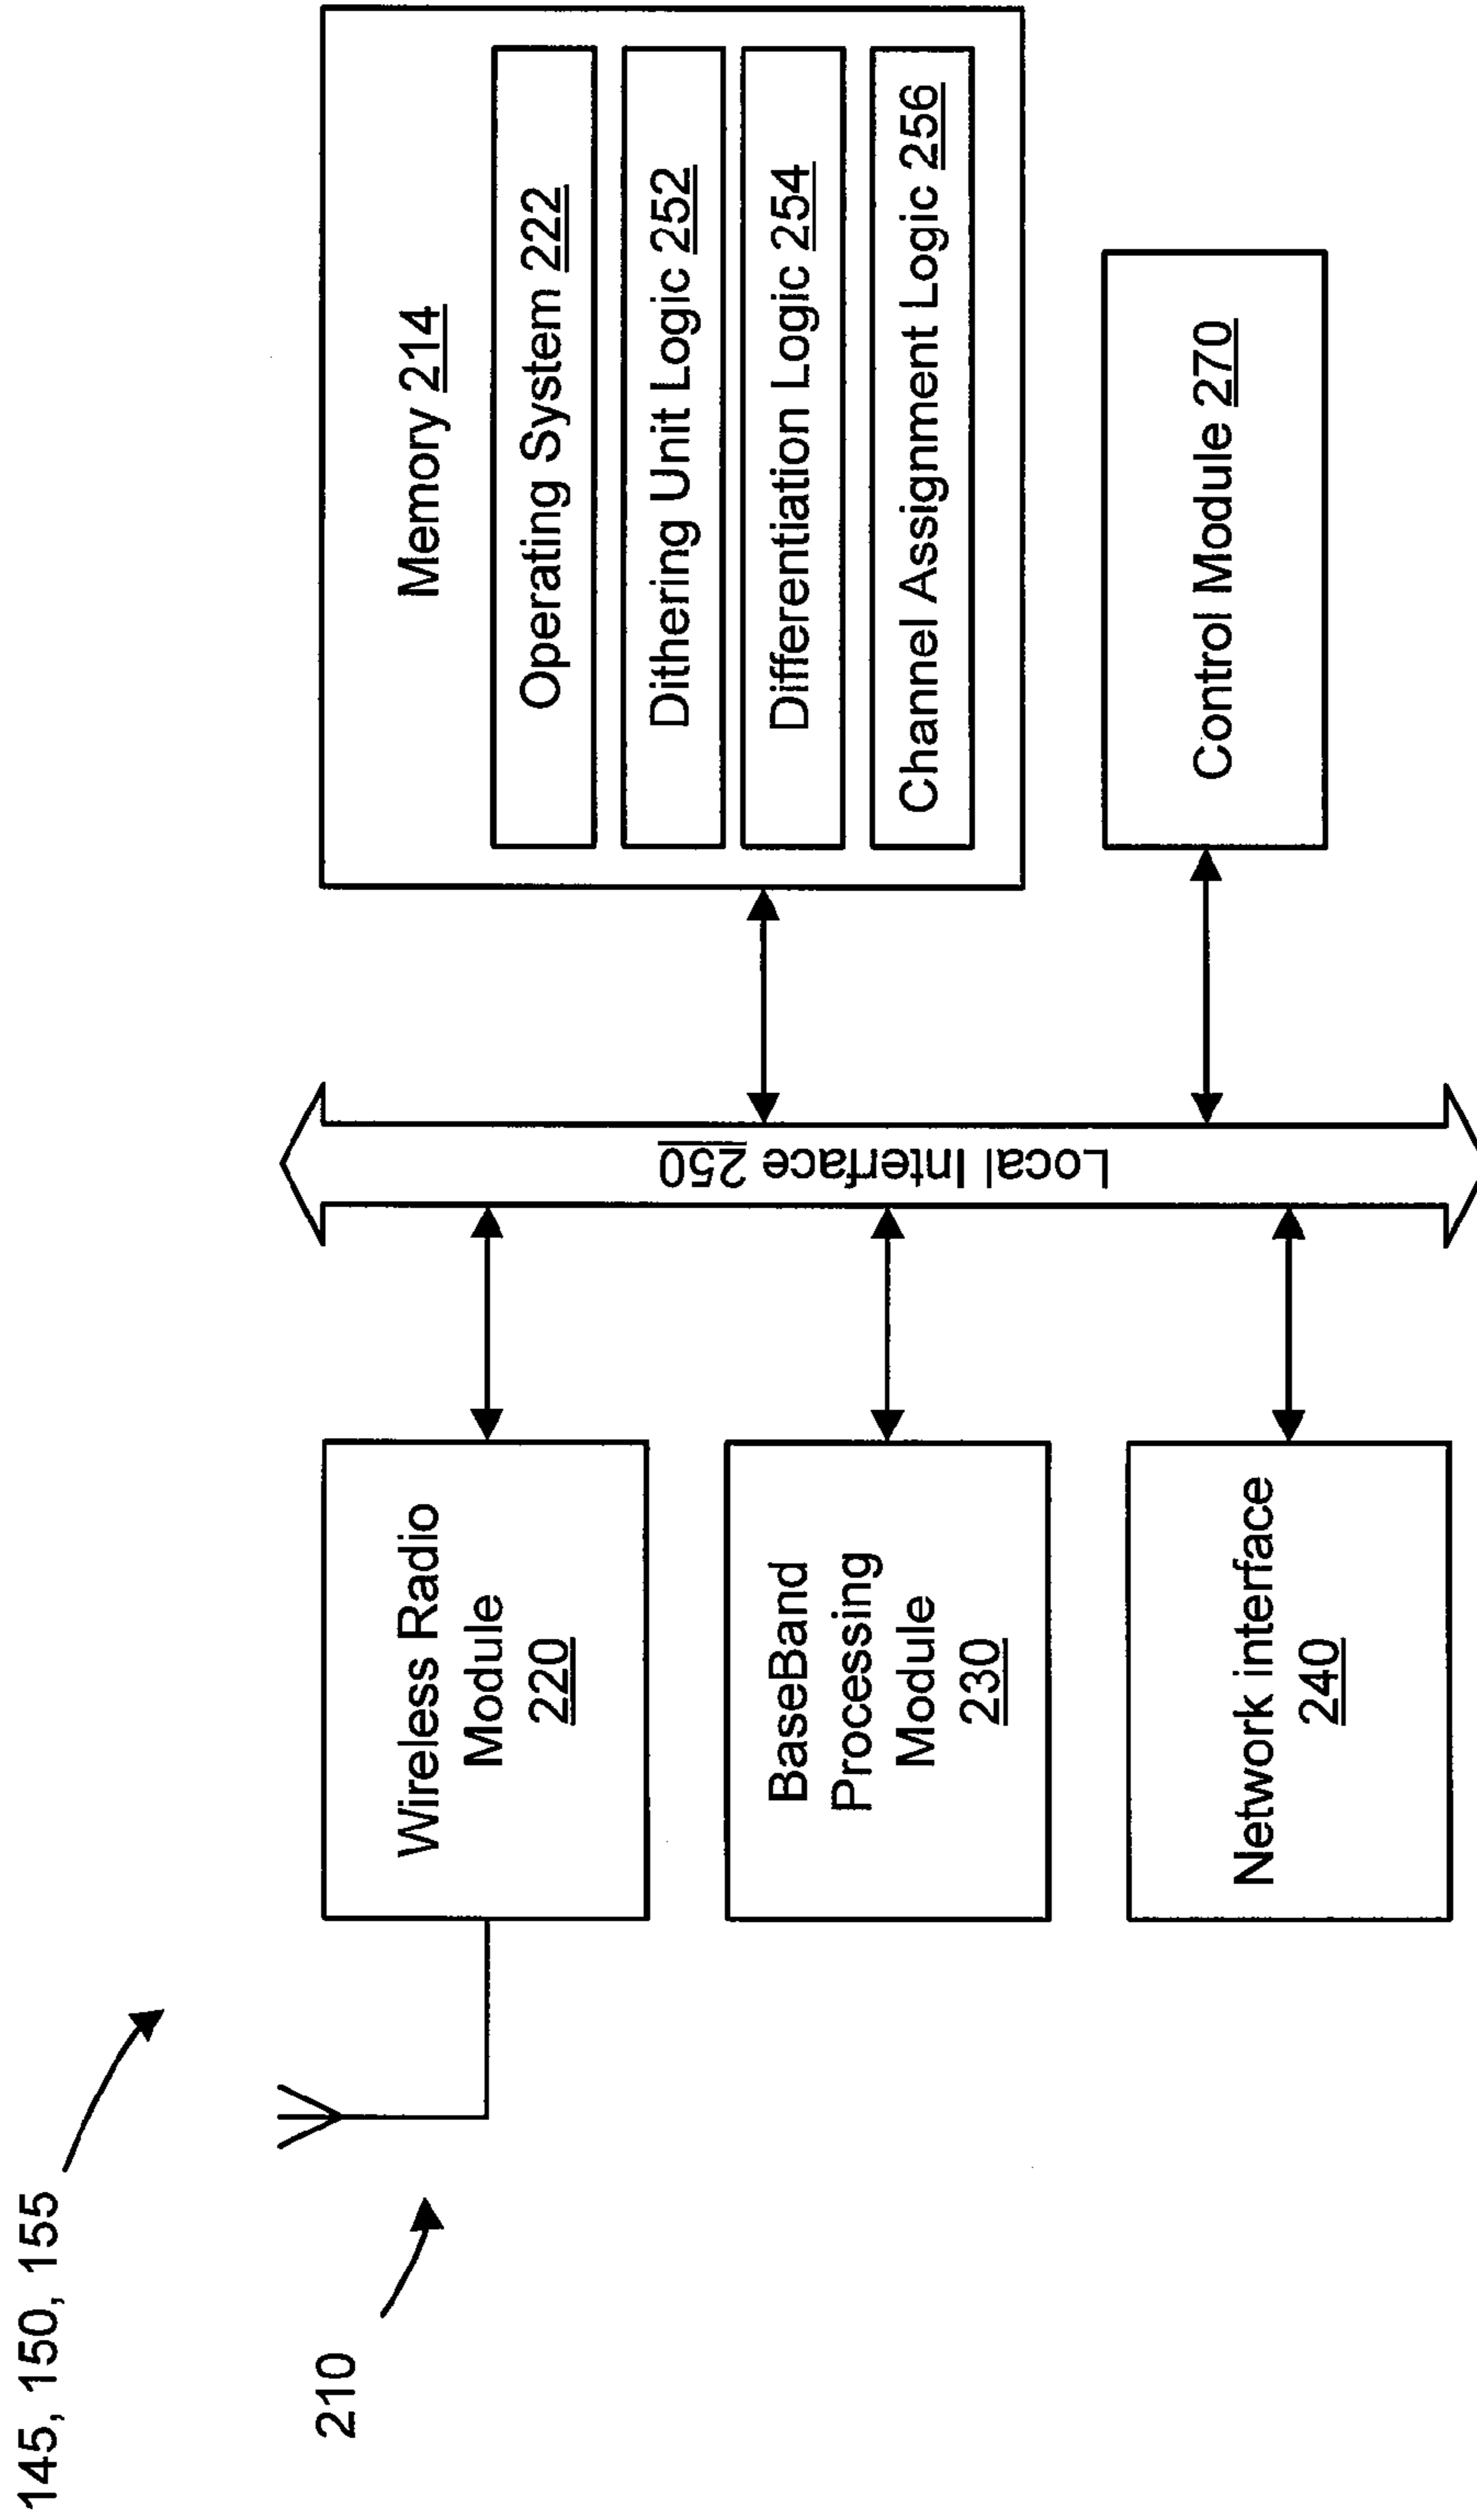 145, 150, 155
210
Wireless Radio
Module
220
BaseBand
Processing
Module
230
Network interface
240
Local Interface 250
Memory 214
Operating System 222
Dithering Unit Logic 252
Differentiation Logic 254
Channel Assignment Logic 256
Control Module 270